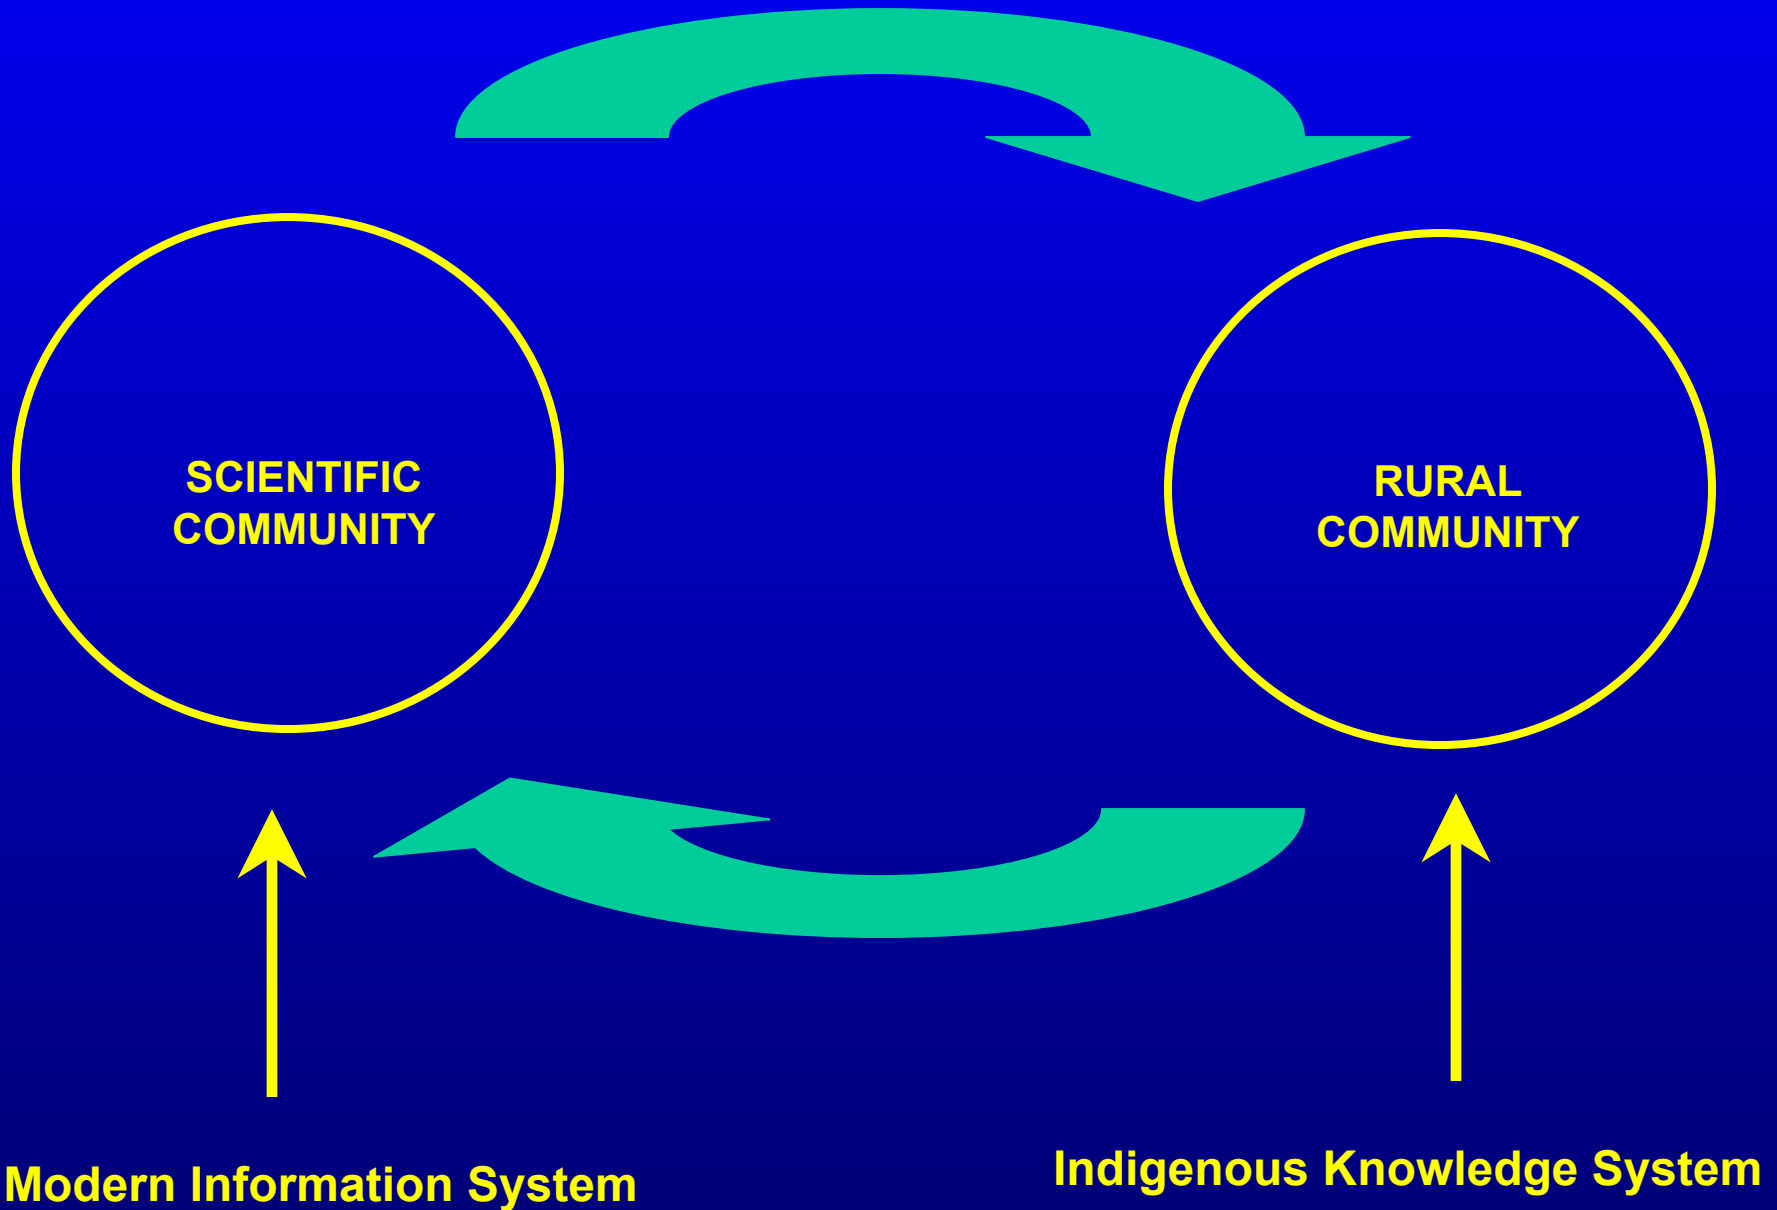 SCIENTIFIC
COMMUNITY
RURAL
COMMUNITY
Modern Information System
Indigenous Knowledge System